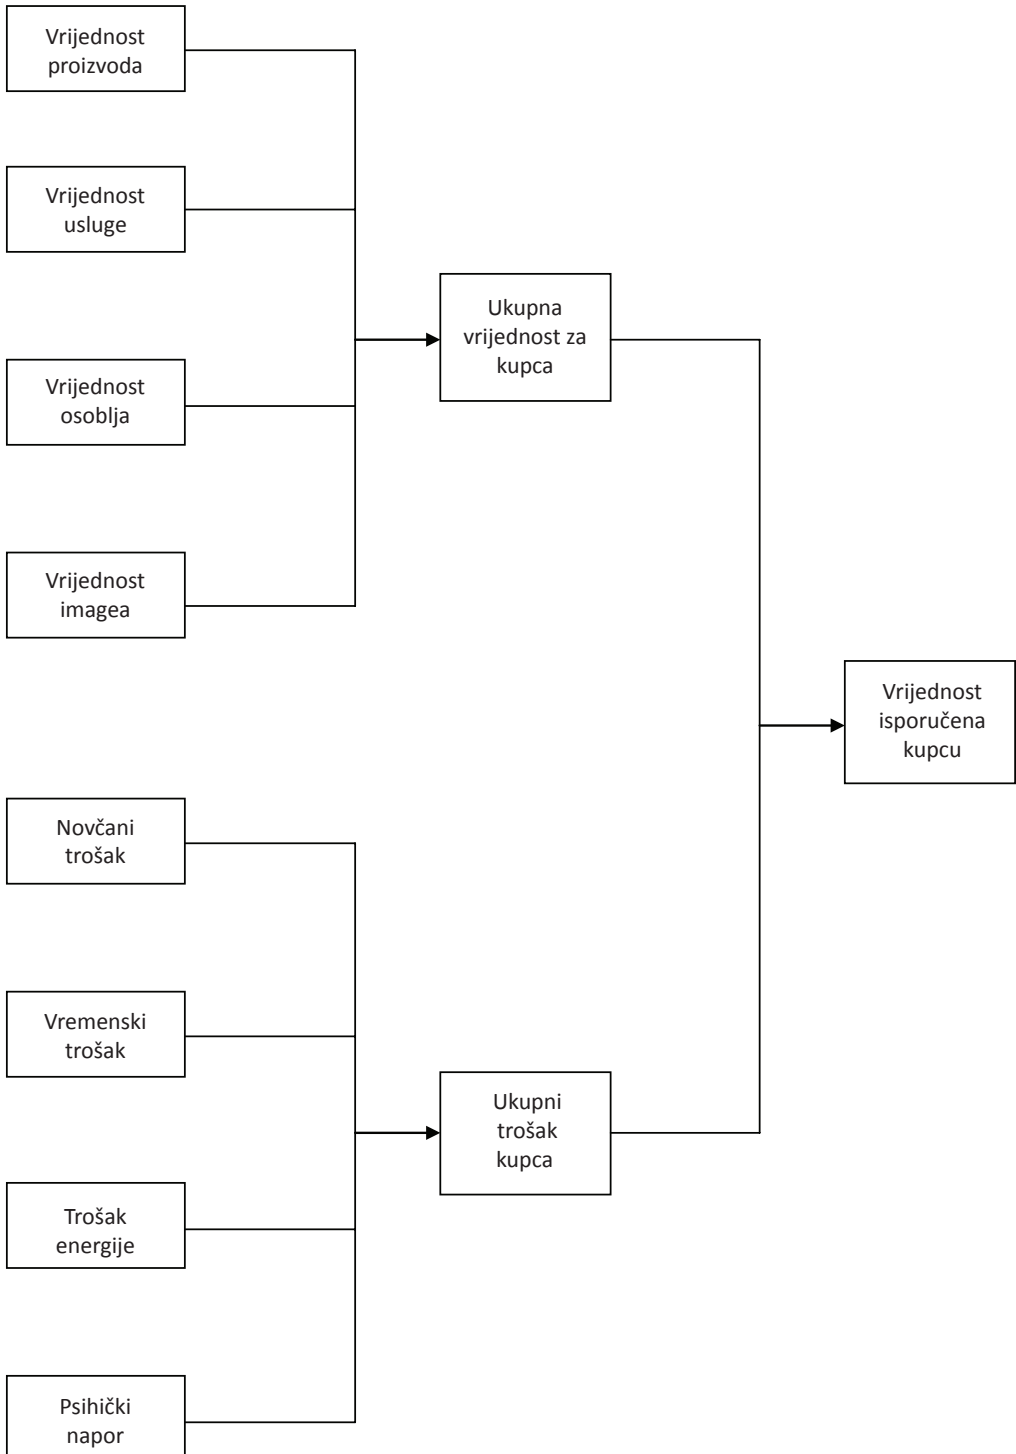 Vrijednost
proizvoda
Vrijednost
usluge
Vrijednost
osoblja
Vrijednost
imagea
Ukupna
vrijednost za
kupca
Novčani
trošak
Vremenski
trošak
Trošak
energije
Psihički
napor
Ukupni
trošak
kupca
Vrijednost
isporučena
kupcu